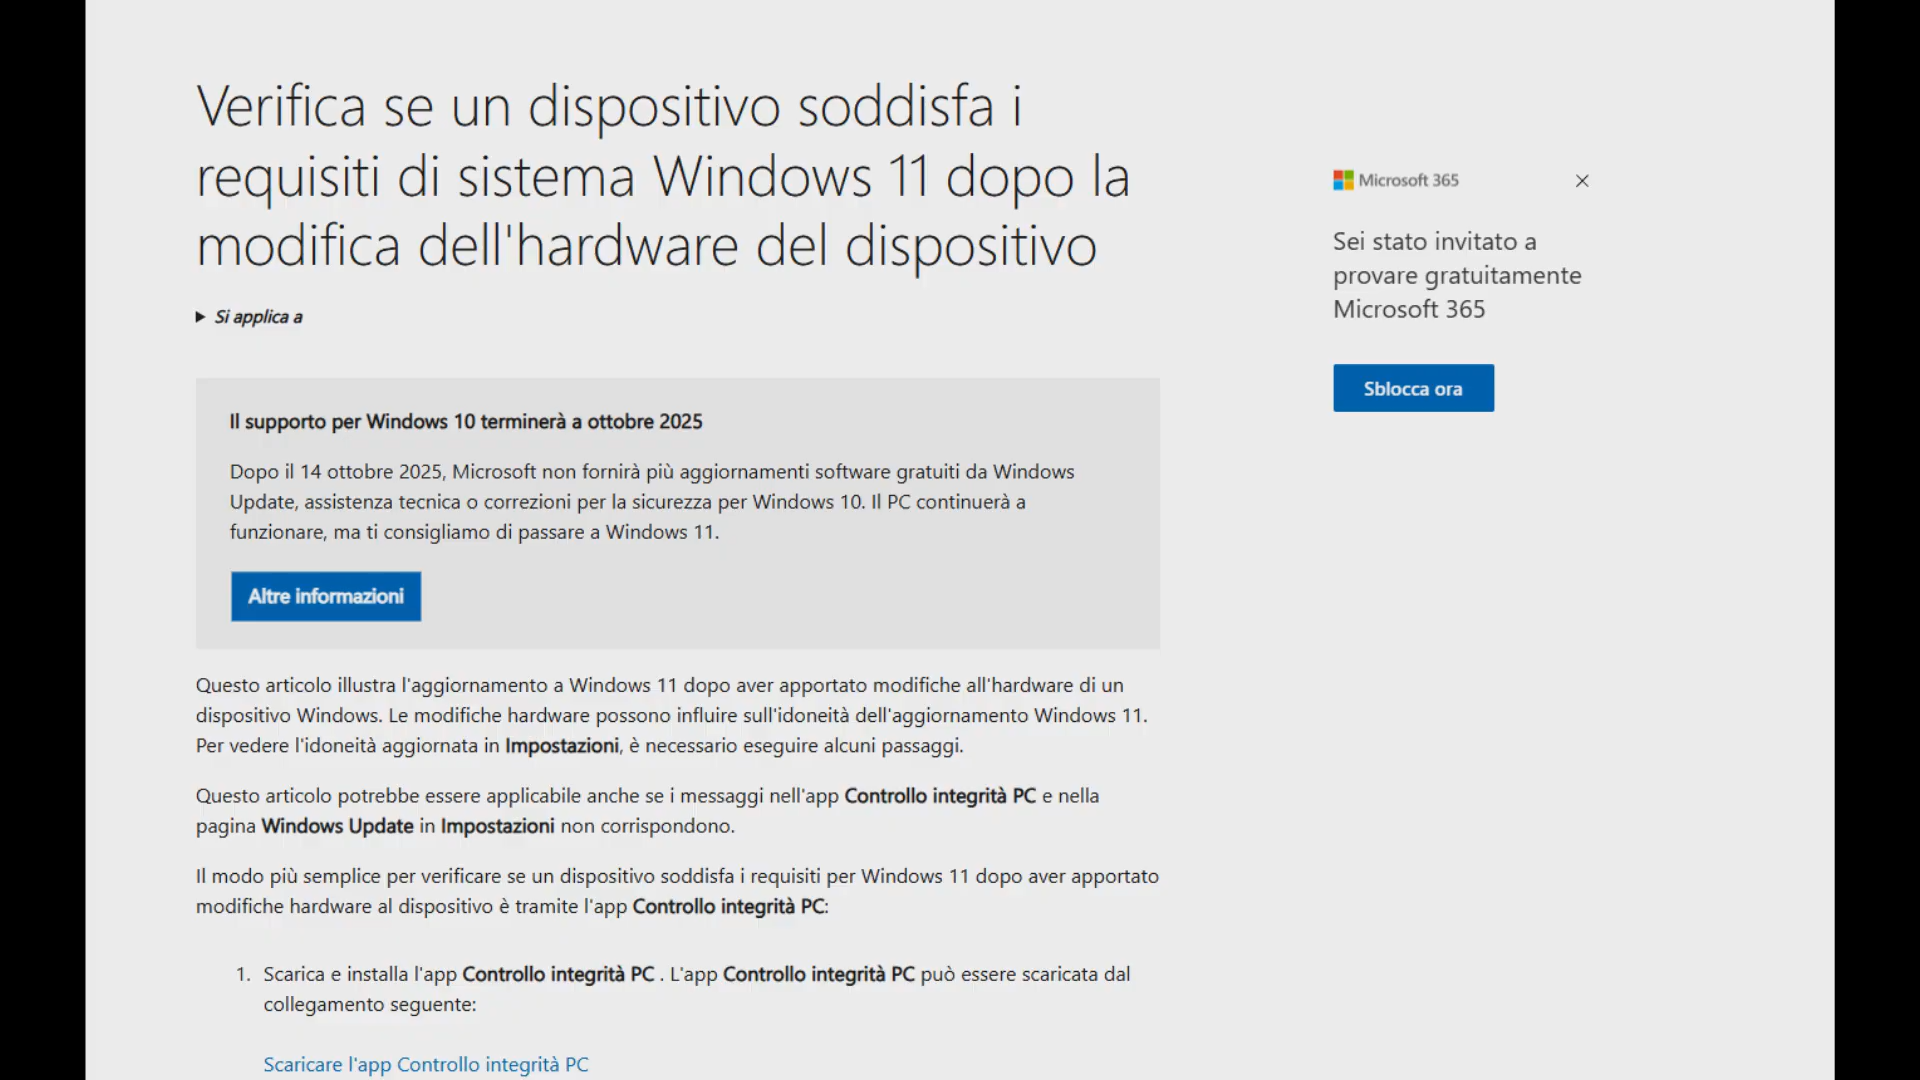 Verifica se un dispositivo soddisfa i
requisiti di sistema Windows 11 dopo la
modifica dell'hardware del dispositivo
Si applica a
Il supporto per Windows 10 terminerà a ottobre 2025
Dopo il 14 ottobre 2025, Microsoft non fornirà più aggiornamenti software gratuiti da Windows
Update, assistenza tecnica o correzioni per la sicurezza per Windows 10. Il PC continuerà a
funzionare, ma ti consigliamo di passare a Windows 11.
Altre informazioni
Questo articolo illustra l'aggiornamento a Windows 11 dopo aver apportato modifiche all'hardware di un
dispositivo Windows. Le modifiche hardware possono influire sull'idoneità dell'aggiornamento Windows 11.
Per vedere l'idoneità aggiornata in Impostazioni, è necessario eseguire alcuni passaggi.
Questo articolo potrebbe essere applicabile anche se i messaggi nell'app Controllo integrità PC e nella
pagina Windows Update in Impostazioni non corrispondono.
Il modo più semplice per verificare se un dispositivo soddisfa i requisiti per Windows 11 dopo aver apportato
modifiche hardware al dispositivo è tramite l'app Controllo integrità PC:
1. Scarica e installa l'app Controllo integrità PC . L'app Controllo integrità PC può essere scaricata dal
collegamento seguente:
Scaricare l'app Controllo integrità PC
Microsoft 365
Sei stato invitato a
provare gratuitamente
Microsoft 365
Sblocca ora